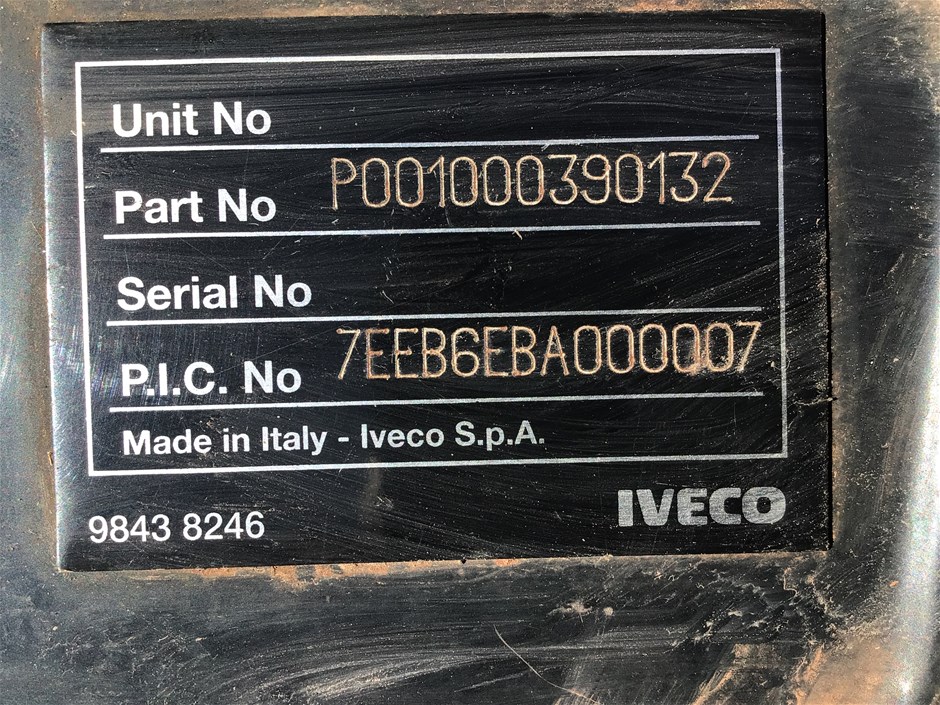 Unit No
Part No P001000390132
Serial No
P.I.C. No 7EEB6EBA000007
Made in Italy - Iveco S.p.A.
9843 8246 IVECO